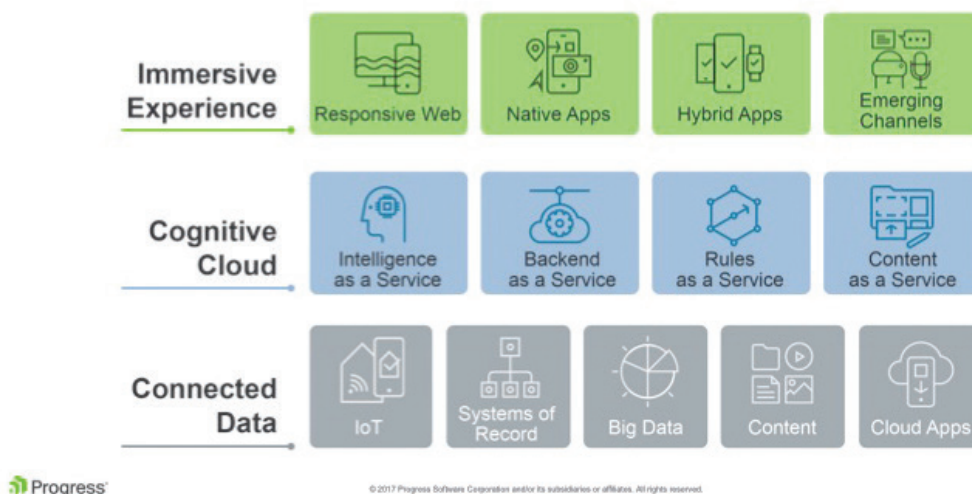 Immersive
Experience
Responsive Web
Native Apps
Hybrid Apps
Emerging
Channels
Cognitive
Cloud
Intelligence
as a Service
Backend
as a Service
Rules
as a Service
Content
as a Service
Connected
Data
IoT
Systems of
Record
Big Data
Content
Cloud Apps
Progress®
© 2017 Progress Software Corporation and/or its subsidiaries or affiliates. All rights reserved.